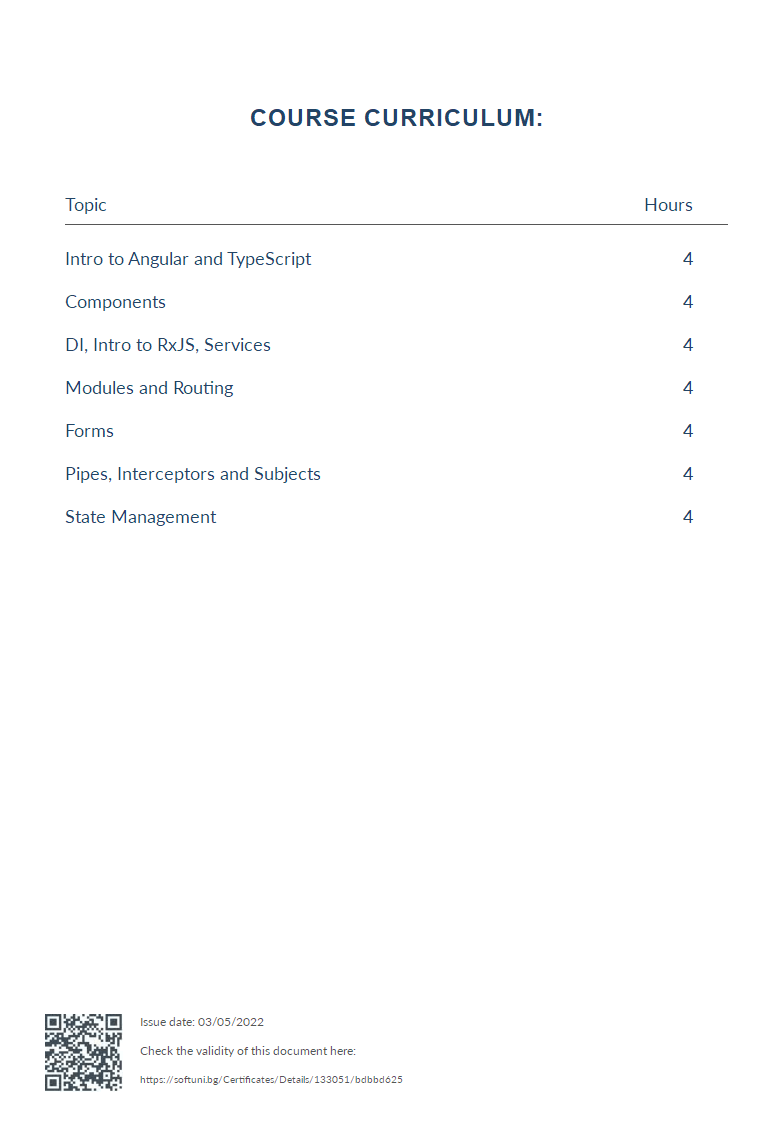 COURSE CURRICULUM:
Topic Hours
Intro to Angular and TypeScript 4
Components 4
DI, Intro to RxJS, Services 4
Modules and Routing 4
Forms 4
Pipes, Interceptors and Subjects 4
State Management 4
Issue date: 03/05/2022
Check the validity of this document here:
https://softuni.bg/Certificates/Details/133051/bdbbd625